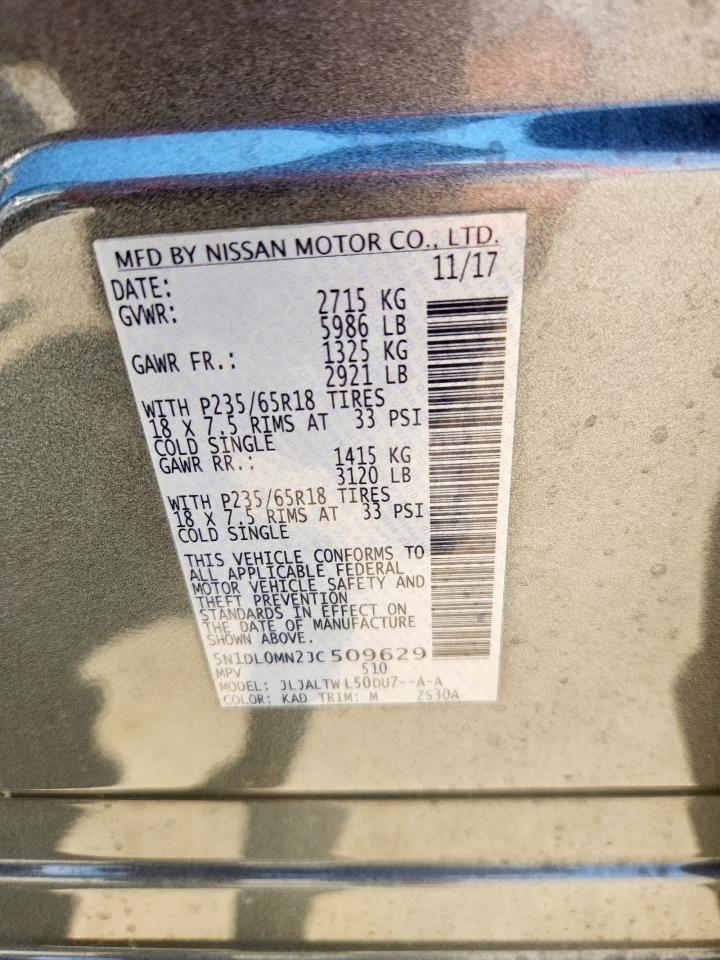 MFD BY NISSAN MOTOR CO., LTD.
DATE: 11/17
GVWR: 2715 KG
5986 LB
GAWR FR.: 1325 KG
2921 LB
WITH P235/65R18 TIRES
18 X 7.5 RIMS AT 33 PSI
COLD SINGLE
GAWR RR.: 1415 KG
3120 LB
WITH P235/65R18 TIRES
18 X 7.5 RIMS AT 33 PSI
COLD SINGLE
THIS VEHICLE CONFORMS TO
ALL APPLICABLE FEDERAL
MOTOR VEHICLE SAFETY AND
THEFT PREVENTION
STANDARDS IN EFFECT ON
THE DATE OF MANUFACTURE
SHOWN ABOVE.
5N1DL0MN2JC509629
MPV 510
MODEL: JLJALTWL50DU7--A-A
COLOR: KAD TRIM: M ZS30A